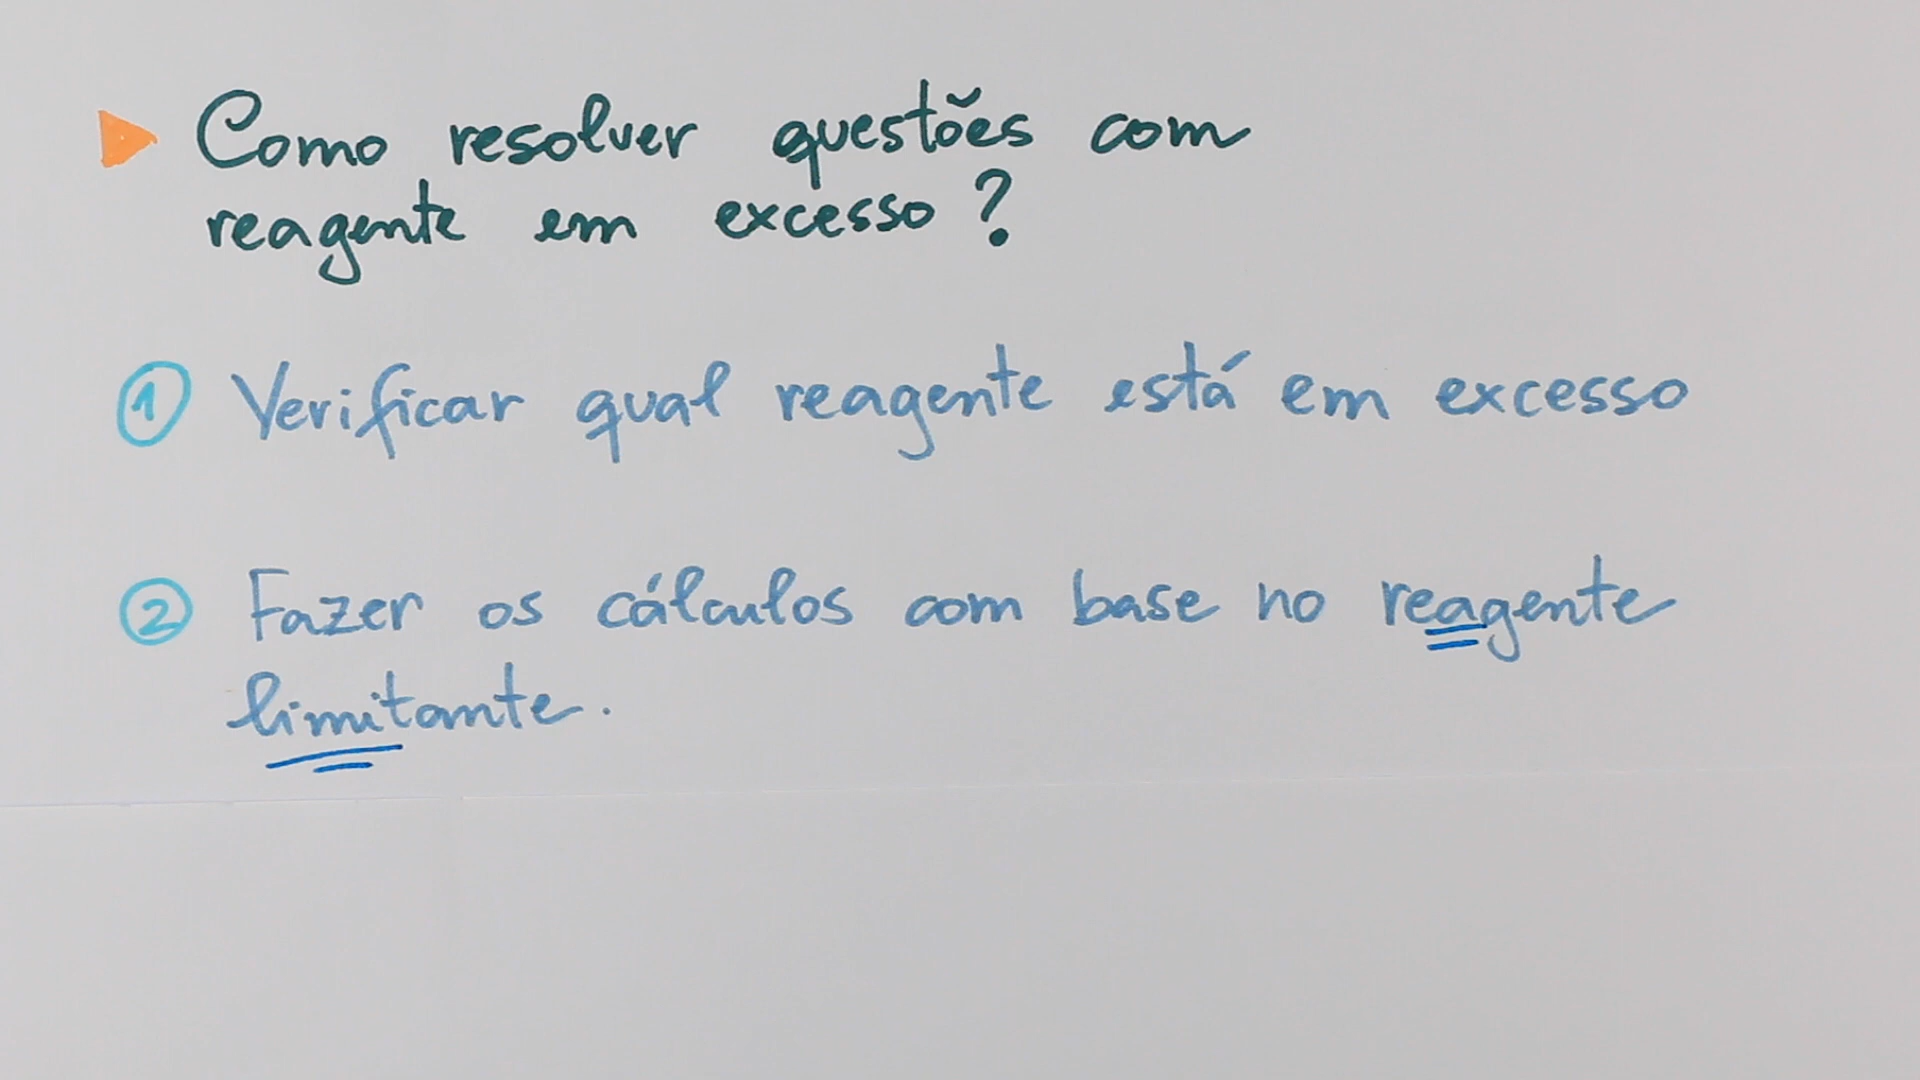 Como resolver questões com
reagente em excesso?
1 Verificar qual reagente está em excesso
2 Fazer os cálculos com base no reagente
limitante.